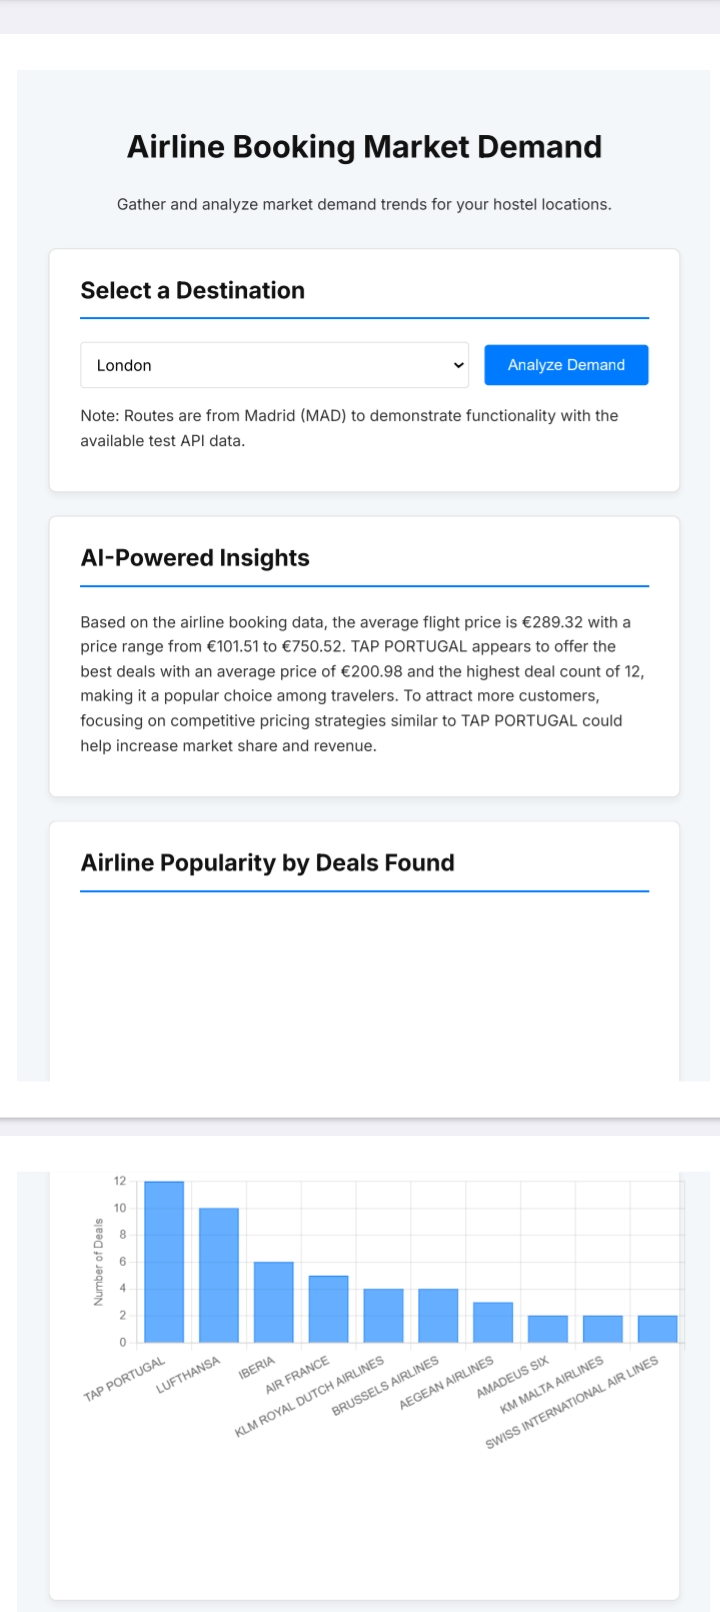 Airline Booking Market Demand
Gather and analyze market demand trends for your hostel locations.
Select a Destination
London
Analyze Demand
Note: Routes are from Madrid (MAD) to demonstrate functionality with the
available test API data.
AI-Powered Insights
Based on the airline booking data, the average flight price is €289.32 with a
price range from €101.51 to €750.52. TAP PORTUGAL appears to offer the
best deals with an average price of €200.98 and the highest deal count of 12,
making it a popular choice among travelers. To attract more customers,
focusing on competitive pricing strategies similar to TAP PORTUGAL could
help increase market share and revenue.
Airline Popularity by Deals Found
Number of Deals
12
10
8
6
4
2
0
TAP PORTUGAL
LUFTHANSA
IBERIA
AIR FRANCE
KLM ROYAL DUTCH AIRLINES
BRUSSELS AIRLINES
AEGEAN AIRLINES
AMADEUS SIX
KM MALTA AIRLINES
SWISS INTERNATIONAL AIR LINES